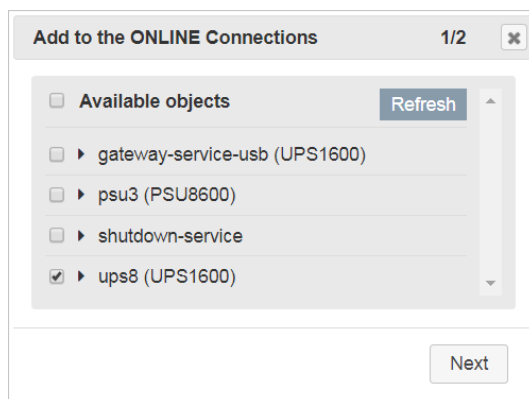 Add to the ONLINE Connections 1/2
Available objects Refresh
gateway-service-usb (UPS1600)
psu3 (PSU8600)
shutdown-service
ups8 (UPS1600)
Next